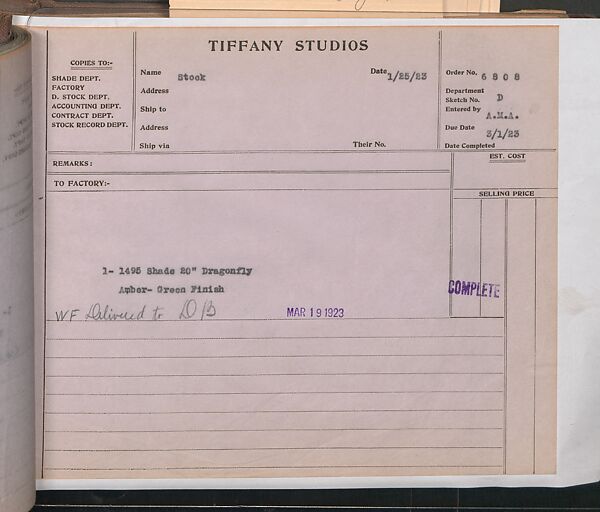 TIFFANY STUDIOS
COPIES TO:-
SHADE DEPT.
FACTORY
D. STOCK DEPT.
ACCOUNTING DEPT.
CONTRACT DEPT.
STOCK RECORD DEPT.
Name Stock Date 1/25/23
Address
Ship to
Address
Ship via Their No.
Order No. 6808
Department D
Sketch No.
Entered by A.M.A.
Due Date 3/1/23
Date Completed
REMARKS:
EST. COST
TO FACTORY:-
SELLING PRICE
1- 1495 Shade 20" Dragonfly
Amber- Green Finish
COMPLETE
WF Delivered to D/B MAR 19 1923